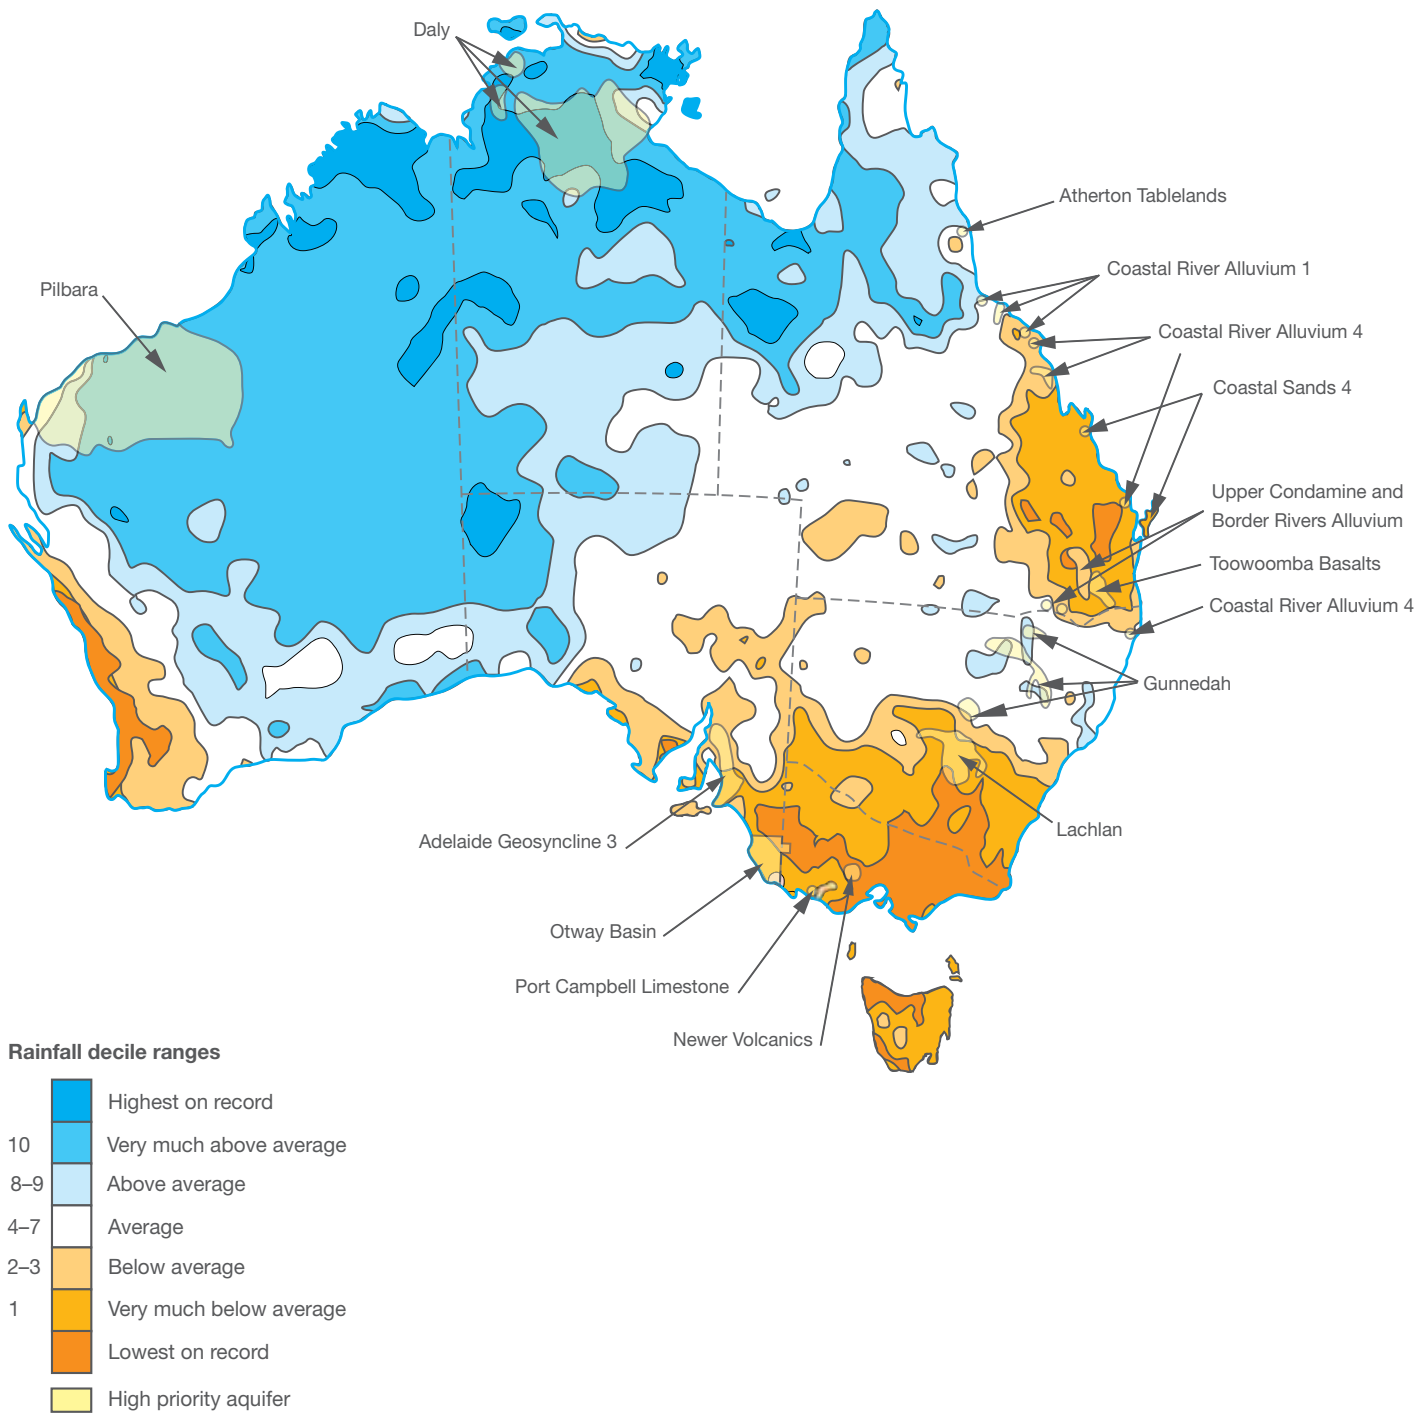 Daly
Atherton Tablelands
Coastal River Alluvium 1
Pilbara
Coastal River Alluvium 4
Coastal Sands 4
Upper Condamine and
Border Rivers Alluvium
Toowoomba Basalts
Coastal River Alluvium 4
Gunnedah
Lachlan
Adelaide Geosyncline 3
Otway Basin
Port Campbell Limestone
Newer Volcanics
Rainfall decile ranges
Highest on record
10 Very much above average
8–9 Above average
4–7 Average
2–3 Below average
1 Very much below average
Lowest on record
High priority aquifer